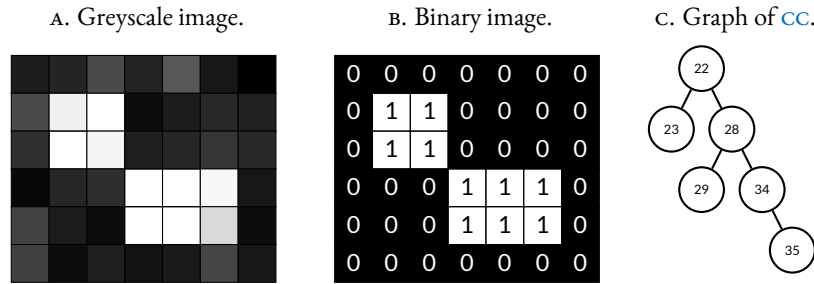 A. Greyscale image.
B. Binary image.
0 0 0 0 0 0 0
0 1 1 0 0 0 0
0 1 1 0 0 0 0
0 0 0 1 1 1 0
0 0 0 1 1 1 0
0 0 0 0 0 0 0
C. Graph of CC.
22
23 28
29 34
35